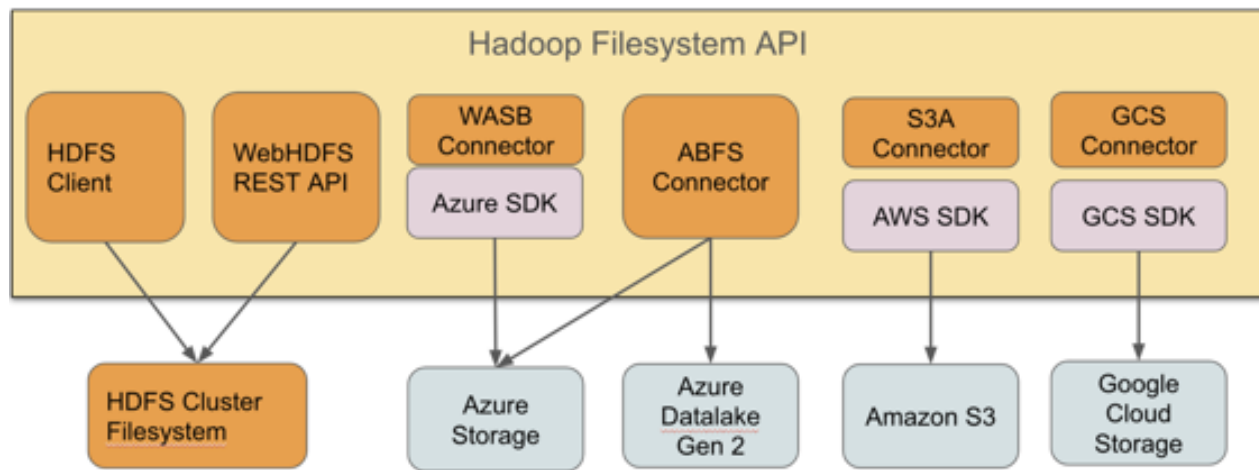 Hadoop Filesystem API
HDFS
Client
WebHDFS
REST API
WASB
Connector
Azure SDK
ABFS
Connector
S3A
Connector
AWS SDK
GCS
Connector
GCS SDK
HDFS Cluster
Filesystem
Azure
Storage
Azure
Datalake
Gen 2
Amazon S3
Google
Cloud
Storage